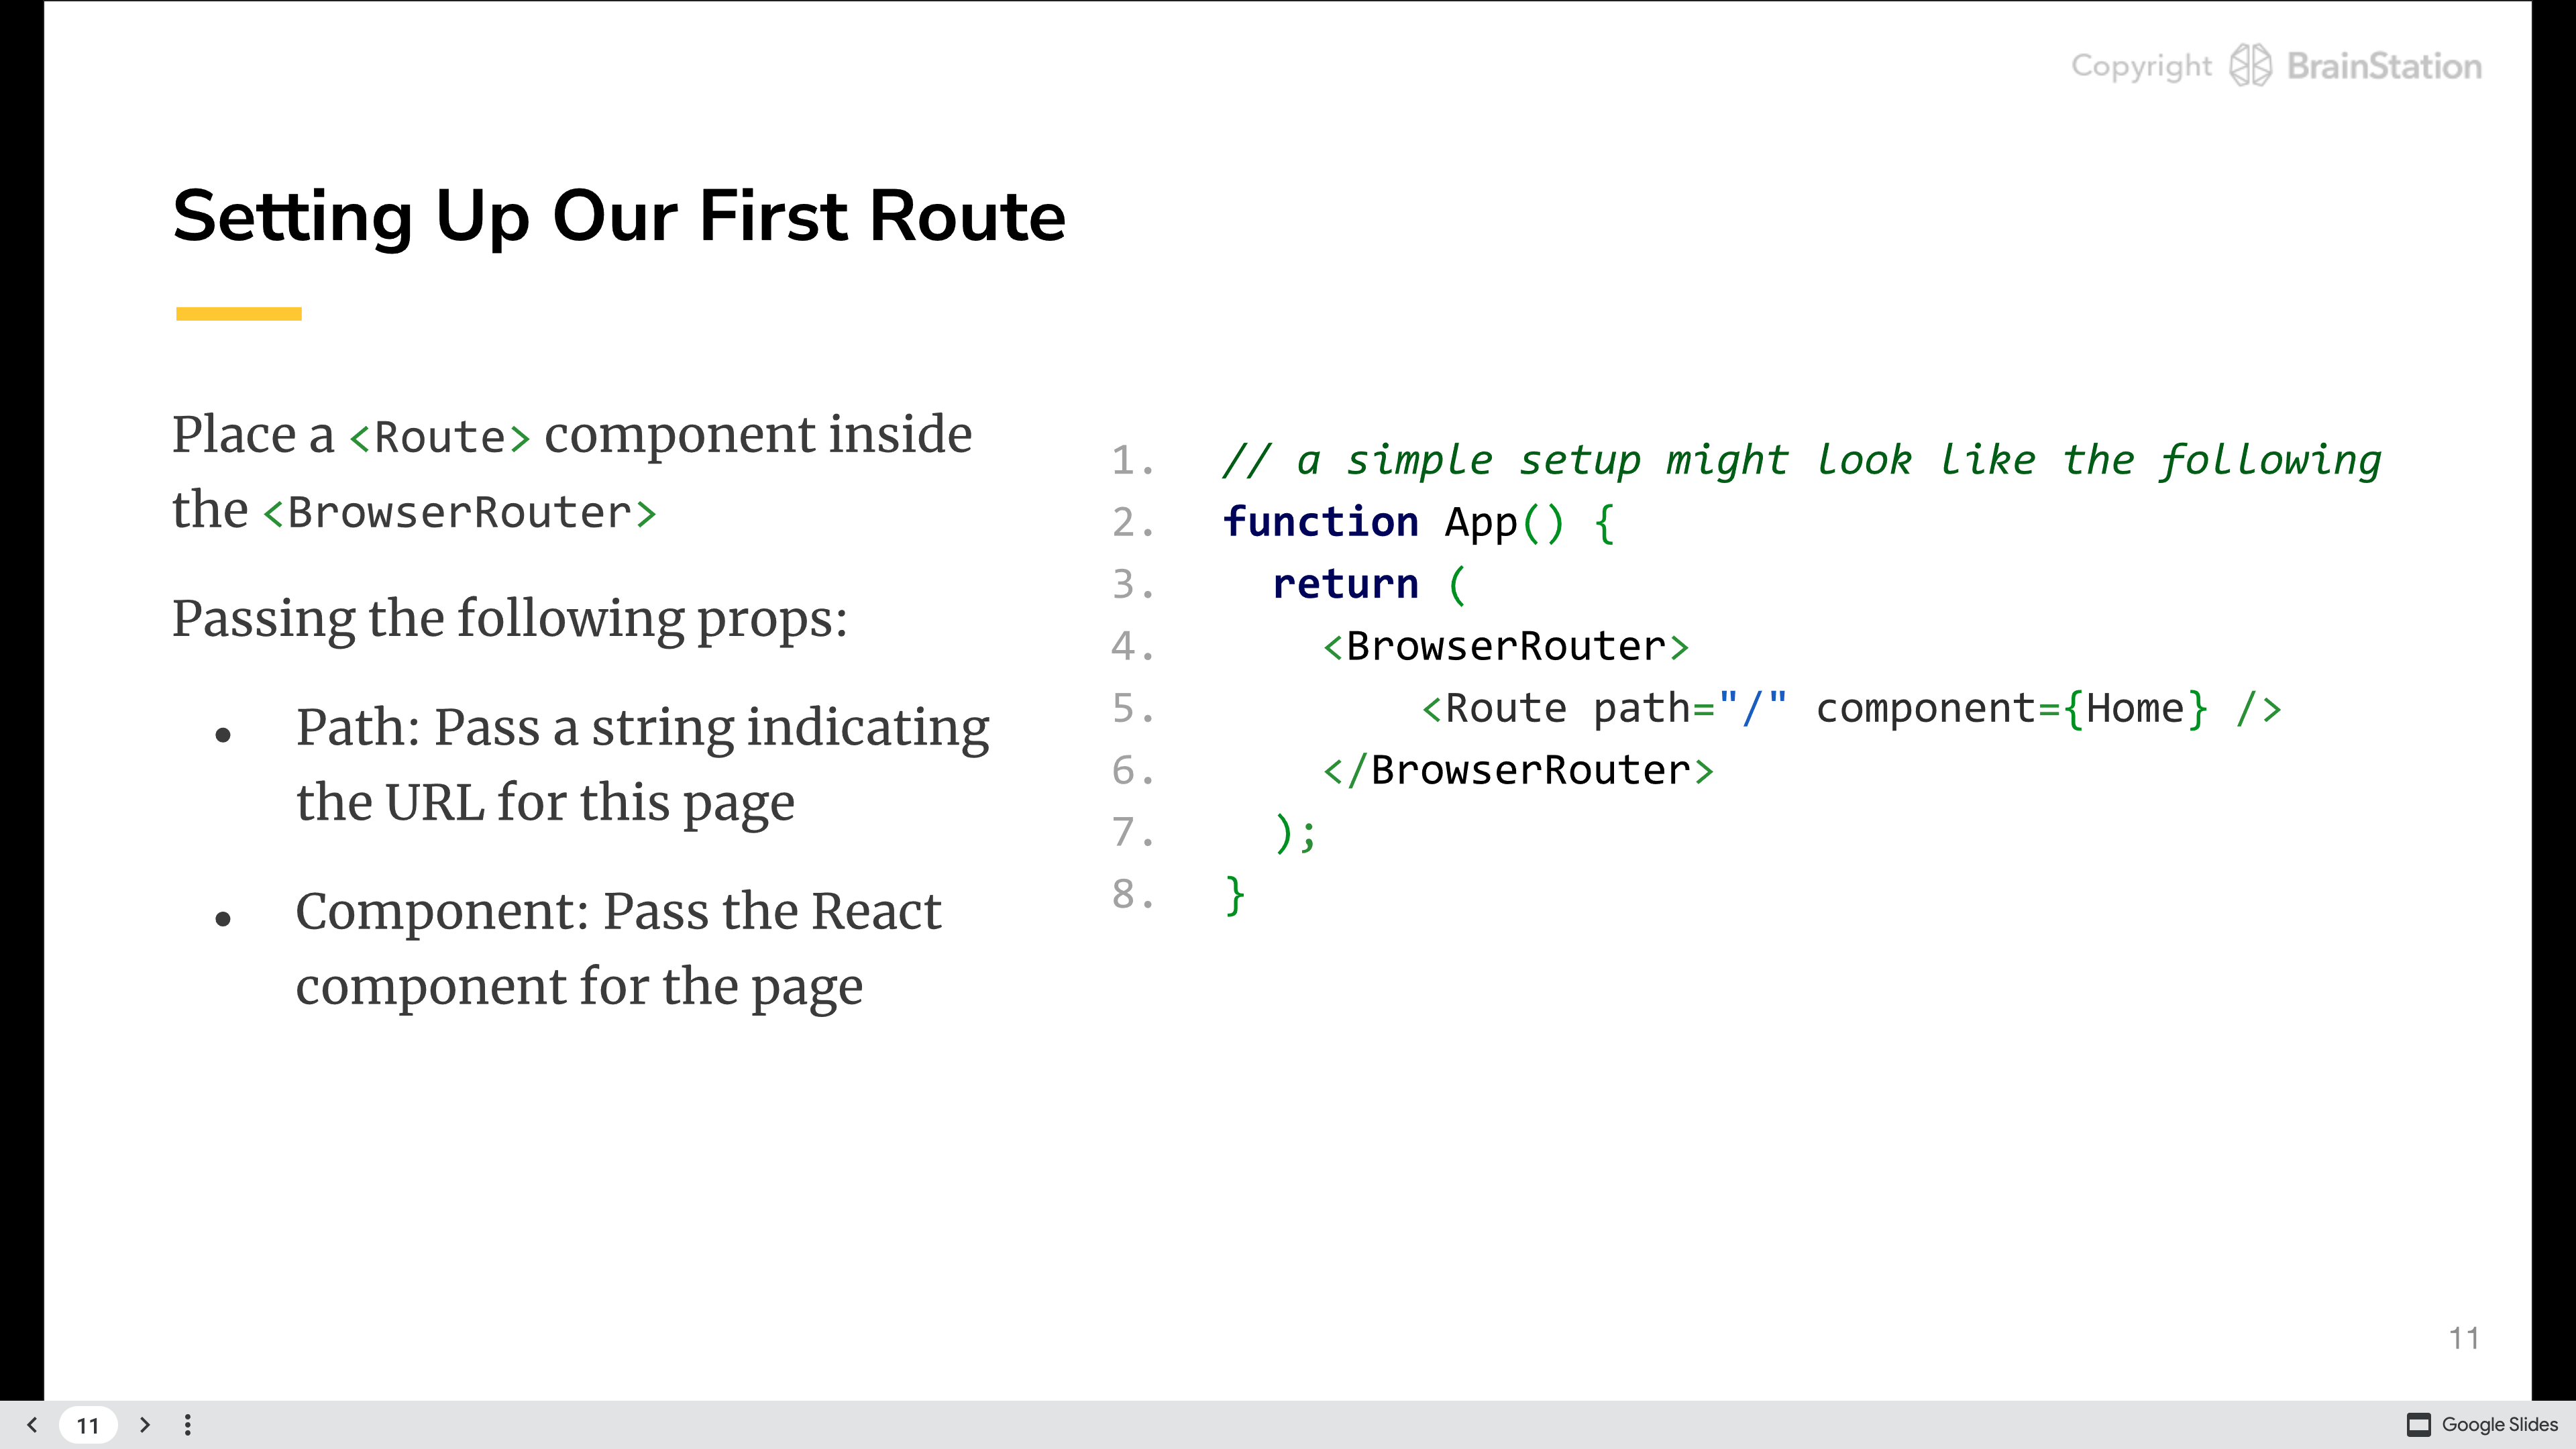 Copyright BrainStation
Setting Up Our First Route
Place a <Route> component inside
the <BrowserRouter>
Passing the following props:
● Path: Pass a string indicating
the URL for this page
● Component: Pass the React
component for the page
1. // a simple setup might look like the following
2. function App() {
3.   return (
4.     <BrowserRouter>
5.         <Route path="/" component={Home} />
6.     </BrowserRouter>
7.   );
8. }
11
11
Google Slides